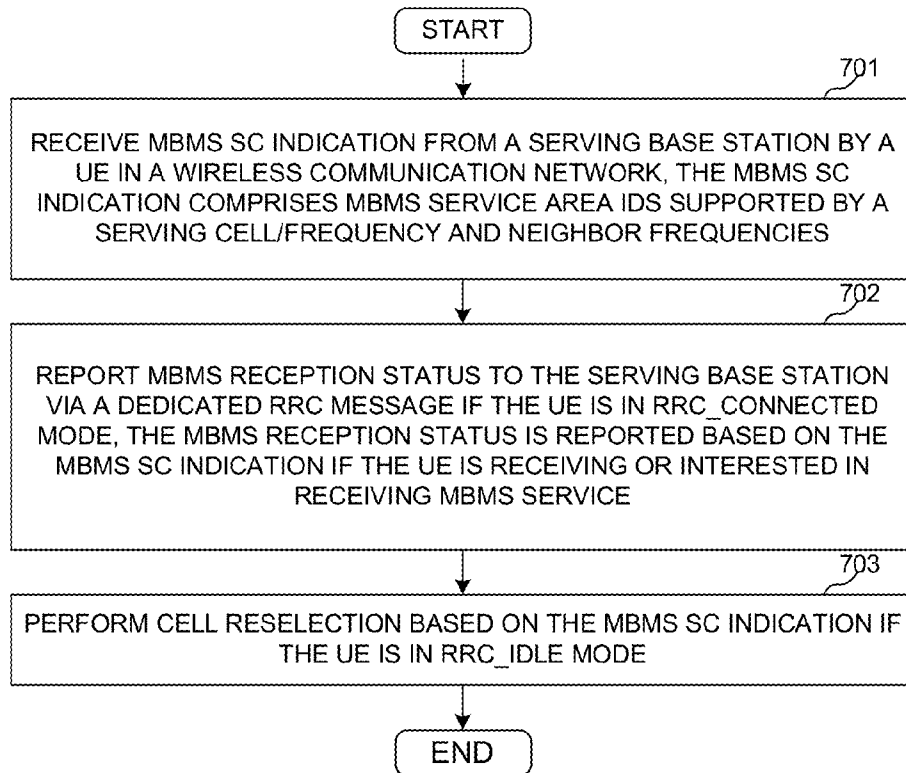 START
701
RECEIVE MBMS SC INDICATION FROM A SERVING BASE STATION BY A
UE IN A WIRELESS COMMUNICATION NETWORK, THE MBMS SC
INDICATION COMPRISES MBMS SERVICE AREA IDS SUPPORTED BY A
SERVING CELL/FREQUENCY AND NEIGHBOR FREQUENCIES
702
REPORT MBMS RECEPTION STATUS TO THE SERVING BASE STATION
VIA A DEDICATED RRC MESSAGE IF THE UE IS IN RRC_CONNECTED
MODE, THE MBMS RECEPTION STATUS IS REPORTED BASED ON THE
MBMS SC INDICATION IF THE UE IS RECEIVING OR INTERESTED IN
RECEIVING MBMS SERVICE
703
PERFORM CELL RESELECTION BASED ON THE MBMS SC INDICATION IF
THE UE IS IN RRC_IDLE MODE
END